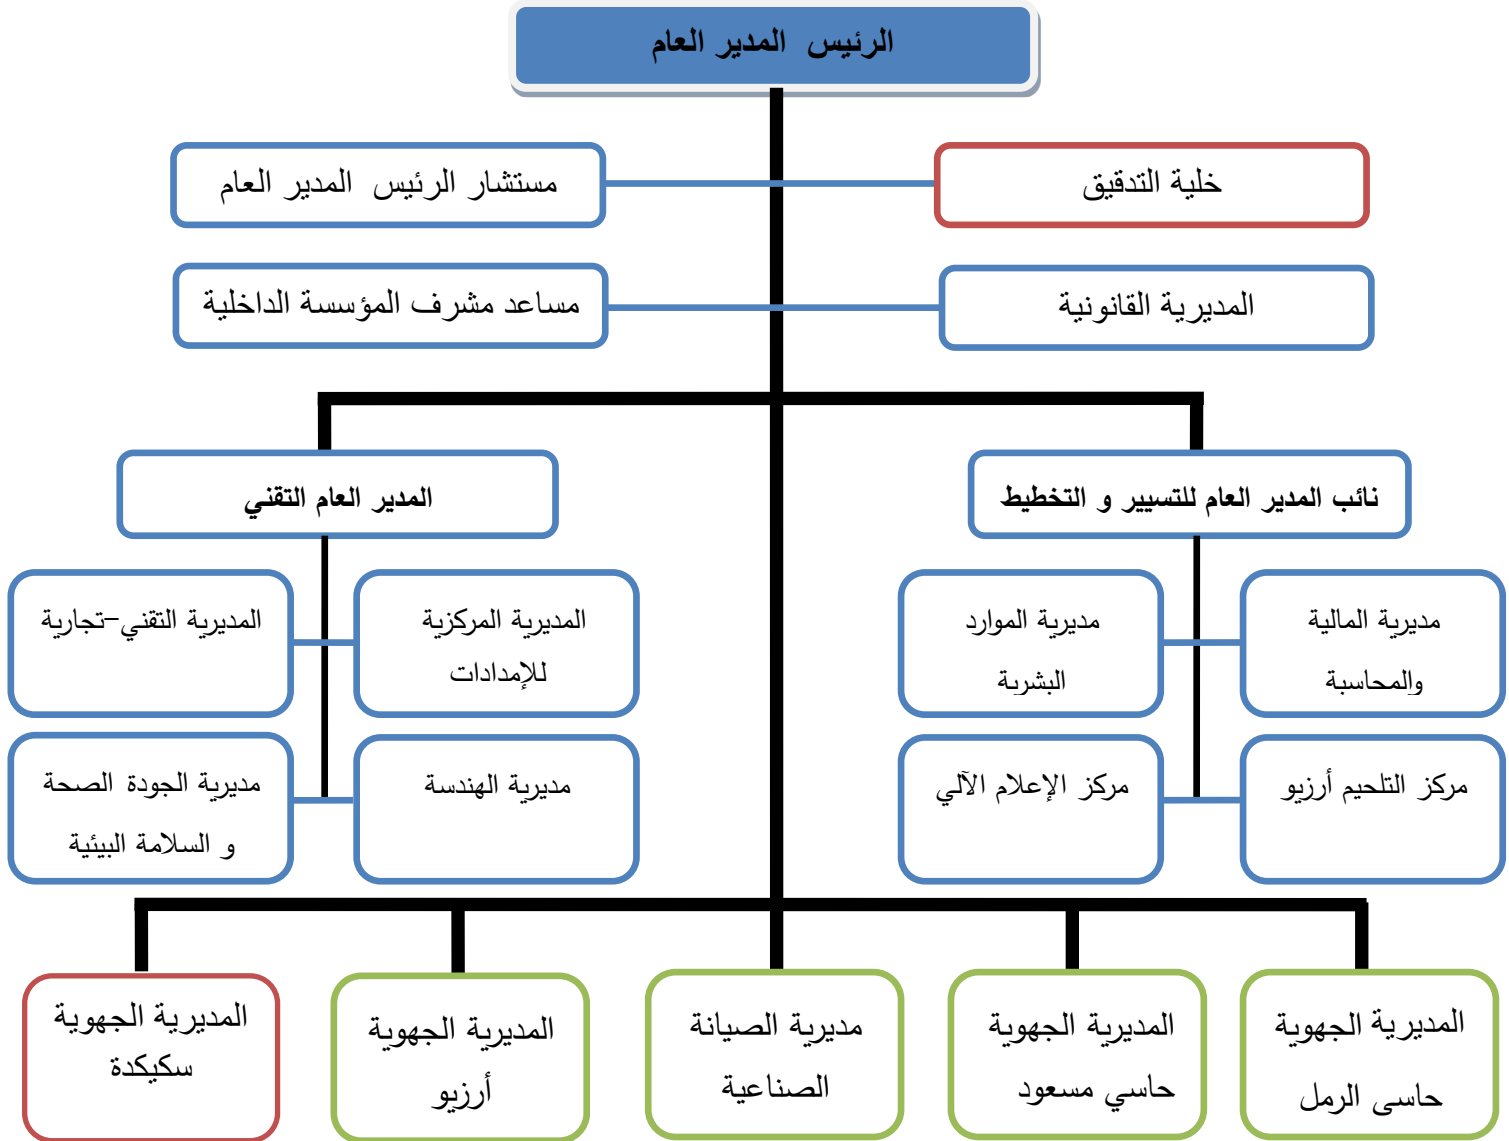 الرئيس المدير العام
خلية التدقيق
مستشار الرئيس المدير العام
المديرية القانونية
مساعد مشرف المؤسسة الداخلية
نائب المدير العام للتسيير و التخطيط
المدير العام التقني
مديرية المالية
والمحاسبة
مديرية الموارد
البشرية
المديرية المركزية
للإمدادات
المديرية التقني-تجارية
مركز التلحيم أرزيو
مركز الإعلام الآلي
مديرية الهندسة
مديرية الجودة الصحة
و السلامة البيئية
المديرية الجهوية
حاسى الرمل
المديرية الجهوية
حاسي مسعود
مديرية الصيانة
الصناعية
المديرية الجهوية
أرزيو
المديرية الجهوية
سكيكدة